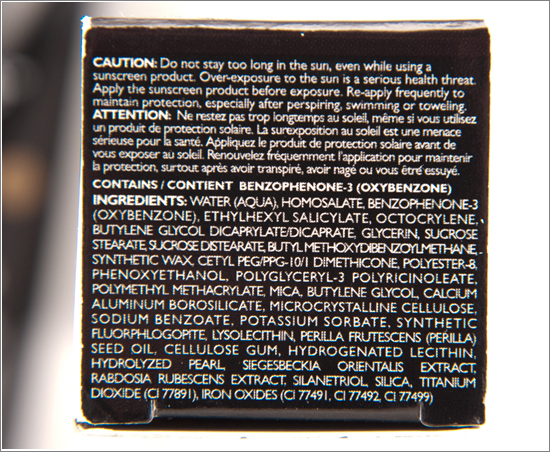 CAUTION: Do not stay too long in the sun, even while using a
sunscreen product. Over-exposure to the sun is a serious health threat.
Apply the sunscreen product before exposure. Re-apply frequently to
maintain protection, especially after perspiring, swimming or toweling.
ATTENTION: Ne restez pas trop longtemps au soleil, même si vous utilisez
un produit de protection solaire. La surexposition au soleil est une menace
sérieuse pour la santé. Appliquez le produit de protection solaire avant de
vous exposer au soleil. Renouvelez fréquemment l'application pour maintenir
la protection, surtout après avoir transpiré, avoir nagé ou vous être essuyé.
CONTAINS / CONTIENT BENZOPHENONE-3 (OXYBENZONE)
INGREDIENTS: WATER (AQUA), HOMOSALATE, BENZOPHENONE-3
(OXYBENZONE), ETHYLHEXYL SALICYLATE, OCTOCRYLENE,
BUTYLENE GLYCOL DICAPRYLATE/DICAPRATE, GLYCERIN, SUCROSE
STEARATE, SUCROSE DISTEARATE, BUTYL METHOXYDIBENZOYLMETHANE,
SYNTHETIC WAX, CETYL PEG/PPG-10/1 DIMETHICONE, POLYESTER-8,
PHENOXYETHANOL, POLYGLYCERYL-3 POLYRICINOLEATE,
POLYMETHYL METHACRYLATE, MICA, BUTYLENE GLYCOL, CALCIUM
ALUMINUM BOROSILICATE, MICROCRYSTALLINE CELLULOSE,
SODIUM BENZOATE, POTASSIUM SORBATE, SYNTHETIC
FLUORPHLOGOPITE, LYSOLECITHIN, PERILLA FRUTESCENS (PERILLA)
SEED OIL, CELLULOSE GUM, HYDROGENATED LECITHIN,
HYDROLYZED PEARL, SIEGESBECKIA ORIENTALIS EXTRACT,
RABDOSIA RUBESCENS EXTRACT, SILANETRIOL, SILICA, TITANIUM
DIOXIDE (CI 77891), IRON OXIDES (CI 77491, CI 77492, CI 77499)